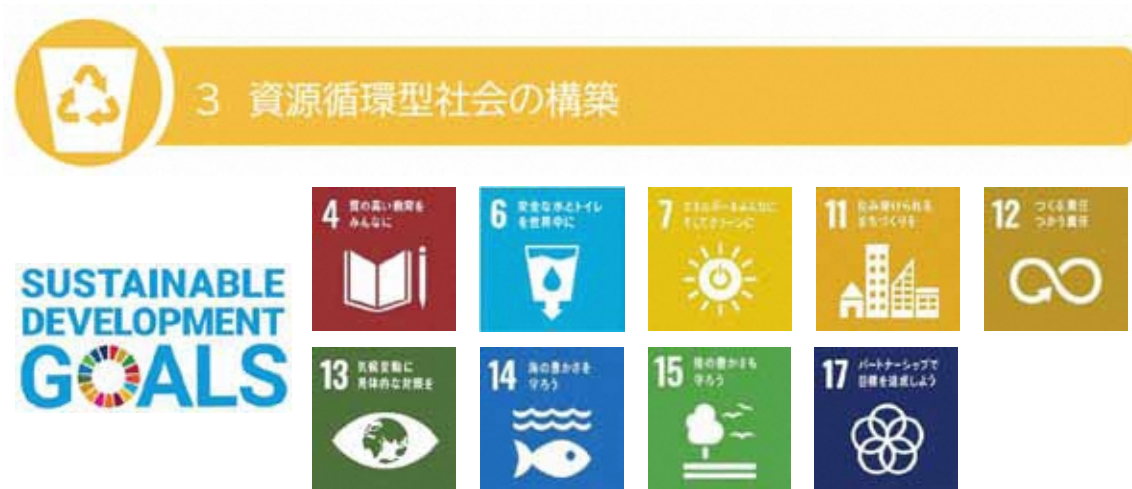 3 資源循環型社会の構築
SUSTAINABLE
DEVELOPMENT
GOALS
4 質の高い教育を
みんなに
6 安全な水とトイレ
を世界中に
7 エネルギーをみんなに
そしてクリーンに
11 住み続けられる
まちづくりを
12 つくる責任
つかう責任
13 気候変動に
具体的な対策を
14 海の豊かさを
守ろう
15 陸の豊かさも
守ろう
17 パートナーシップで
目標を達成しよう